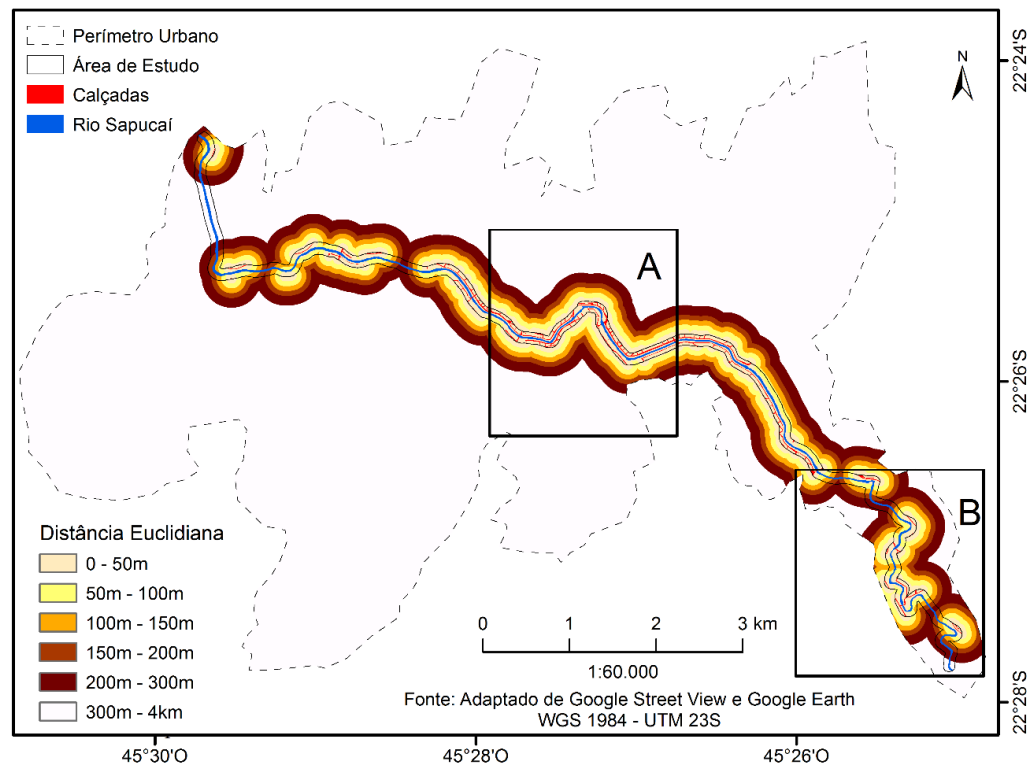 Perímetro Urbano
Área de Estudo
Calçadas
Rio Sapucaí
N
22°24'S
A
22°26'S
B
Distância Euclidiana
0 - 50m
50m - 100m
100m - 150m
150m - 200m
200m - 300m
300m - 4km
0 1 2 3 km
1:60.000
Fonte: Adaptado de Google Street View e Google Earth
WGS 1984 - UTM 23S
22°28'S
45°30'O 45°28'O 45°26'O